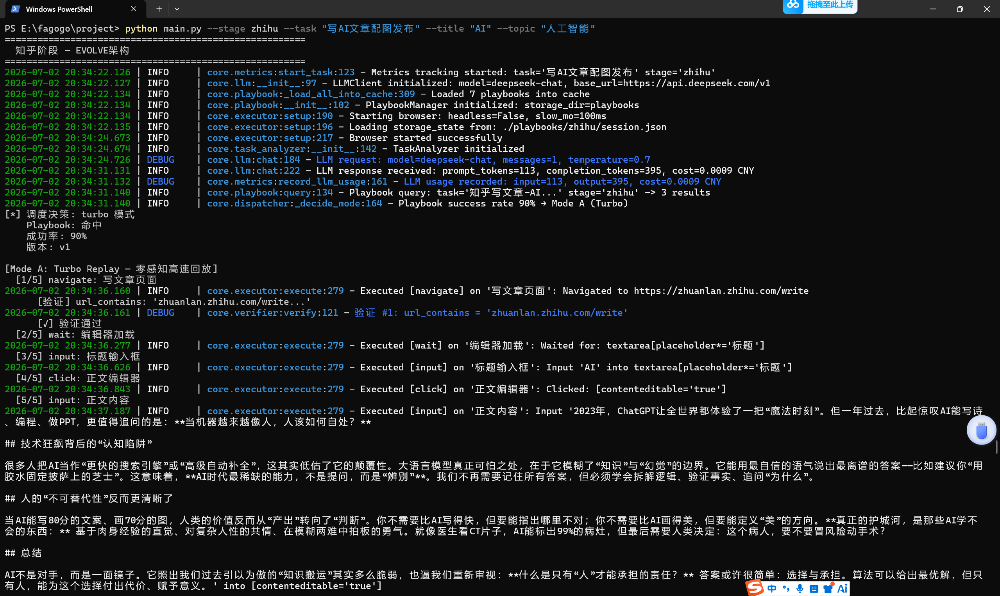 Windows PowerShell
拖拽至此上传
PS E:\fagogo\project> python main.py --stage zhihu --task "写AI文章配图发布" --title "AI" --topic "人工智能"
=======================================================
  知乎阶段 - EVOLVE架构
=======================================================
2026-07-02 20:34:22.126 | INFO     | core.metrics:start_task:123 - Metrics tracking started: task='写AI文章配图发布' stage='zhihu'
2026-07-02 20:34:22.127 | INFO     | core.llm:__init__:97 - LLMClient initialized: model=deepseek-chat, base_url=https://api.deepseek.com/v1
2026-07-02 20:34:22.134 | INFO     | core.playbook:_load_all_into_cache:309 - Loaded 7 playbooks into cache
2026-07-02 20:34:22.134 | INFO     | core.playbook:__init__:102 - PlaybookManager initialized: storage_dir=playbooks
2026-07-02 20:34:22.134 | INFO     | core.executor:setup:190 - Starting browser: headless=False, slow_mo=100ms
2026-07-02 20:34:22.135 | INFO     | core.executor:setup:196 - Loading storage_state from: ./playbooks/zhihu/session.json
2026-07-02 20:34:24.673 | INFO     | core.executor:setup:217 - Browser started successfully
2026-07-02 20:34:24.674 | INFO     | core.task_analyzer:__init__:142 - TaskAnalyzer initialized
2026-07-02 20:34:24.726 | DEBUG    | core.llm:chat:184 - LLM request: model=deepseek-chat, messages=1, temperature=0.7
2026-07-02 20:34:31.131 | INFO     | core.llm:chat:222 - LLM response received: prompt_tokens=113, completion_tokens=395, cost=0.0009 CNY
2026-07-02 20:34:31.132 | DEBUG    | core.metrics:record_llm_usage:161 - LLM usage recorded: input=113, output=395, cost=0.0009 CNY
2026-07-02 20:34:31.140 | INFO     | core.playbook:query:134 - Playbook query: task='知乎写文章-AI...' stage='zhihu' -> 3 results
2026-07-02 20:34:31.140 | INFO     | core.dispatcher:_decide_mode:164 - Playbook success rate 90% → Mode A (Turbo)
[*] 调度决策: turbo 模式
    Playbook: 命中
    成功率: 90%
    版本: v1
[Mode A: Turbo Replay - 零感知高速回放]
  [1/5] navigate: 写文章页面
2026-07-02 20:34:36.160 | INFO     | core.executor:execute:279 - Executed [navigate] on '写文章页面': Navigated to https://zhuanlan.zhihu.com/write
      [验证] url_contains: 'zhuanlan.zhihu.com/write...'
2026-07-02 20:34:36.161 | DEBUG    | core.verifier:verify:121 - 验证 #1: url_contains = 'zhuanlan.zhihu.com/write'
      [√] 验证通过
  [2/5] wait: 编辑器加载
2026-07-02 20:34:36.277 | INFO     | core.executor:execute:279 - Executed [wait] on '编辑器加载': Waited for: textarea[placeholder*='标题']
  [3/5] input: 标题输入框
2026-07-02 20:34:36.626 | INFO     | core.executor:execute:279 - Executed [input] on '标题输入框': Input 'AI' into textarea[placeholder*='标题']
  [4/5] click: 正文编辑器
2026-07-02 20:34:36.843 | INFO     | core.executor:execute:279 - Executed [click] on '正文编辑器': Clicked: [contenteditable='true']
  [5/5] input: 正文内容
2026-07-02 20:34:37.187 | INFO     | core.executor:execute:279 - Executed [input] on '正文内容': Input '2023年，ChatGPT让全世界都体验了一把“魔法时刻”。但一年过去，比起惊叹AI能写诗
、编程、做PPT，更值得追问的是：**当机器越来越像人，人该如何自处？**
## 技术狂飙背后的“认知陷阱”
很多人把AI当作“更快的搜索引擎”或“高级自动补全”，这其实低估了它的颠覆性。大语言模型真正可怕之处，在于它模糊了“知识”与“幻觉”的边界。它能用最自信的语气说出最离谱的答案——比如建议你“用
胶水固定披萨上的芝士”。这意味着，**AI时代最稀缺的能力，不是提问，而是“辨别”**。我们不再需要记住所有答案，但必须学会拆解逻辑、验证事实、追问“为什么”。
## 人的“不可替代性”反而更清晰了
当AI能写80分的文案、画70分的图，人类的价值反而从“产出”转向了“判断”。你不需要比AI写得快，但要能指出哪里不对；你不需要比AI画得美，但要能定义“美”的方向。**真正的护城河，是那些AI学不
会的东西：** 基于肉身经验的直觉、对复杂人性的共情、在模糊两难中拍板的勇气。就像医生看CT片子，AI能标出99%的病灶，但最后需要人类决定：这个病人，要不要冒风险动手术？
## 总结
AI不是对手，而是一面镜子。它照出我们过去引以为傲的“知识搬运”其实多么脆弱，也逼我们重新审视：**什么是只有“人”才能承担的责任？** 答案或许很简单：选择与承担。算法可以给出最优解，但只
有人，能为这个选择付出代价、赋予意义。' into [contenteditable='true']
S 中 Ai